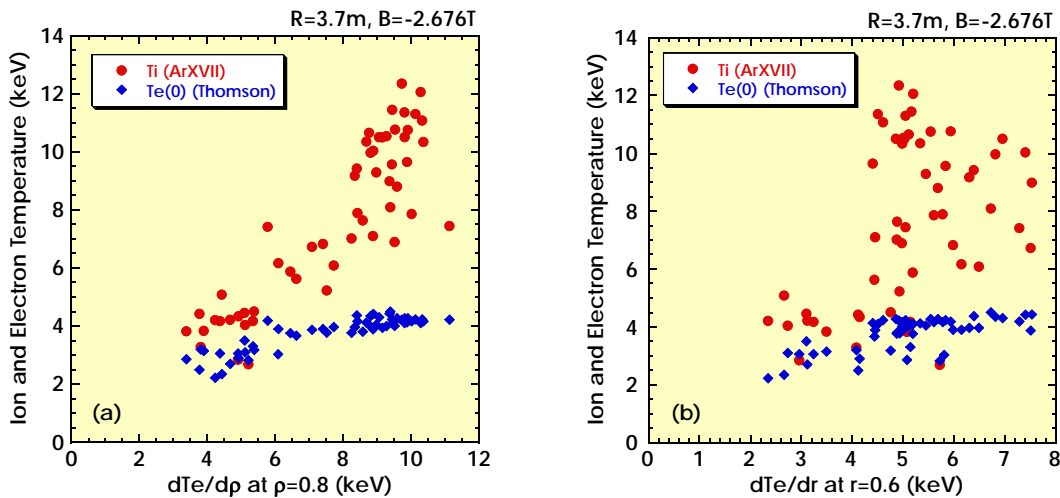 R=3.7m, B=-2.676T
14
12
10
8
6
4
2
0
Ion and Electron Temperature (keV)
Ti (ArXVII)
Te(0) (Thomson)
(a)
0 2 4 6 8 10 12
dTe/dρ at ρ=0.8 (keV)
R=3.7m, B=-2.676T
14
12
10
8
6
4
2
0
Ion and Electron Temperature (keV)
Ti (ArXVII)
Te(0) (Thomson)
(b)
0 1 2 3 4 5 6 7 8
dTe/dr at r=0.6 (keV)